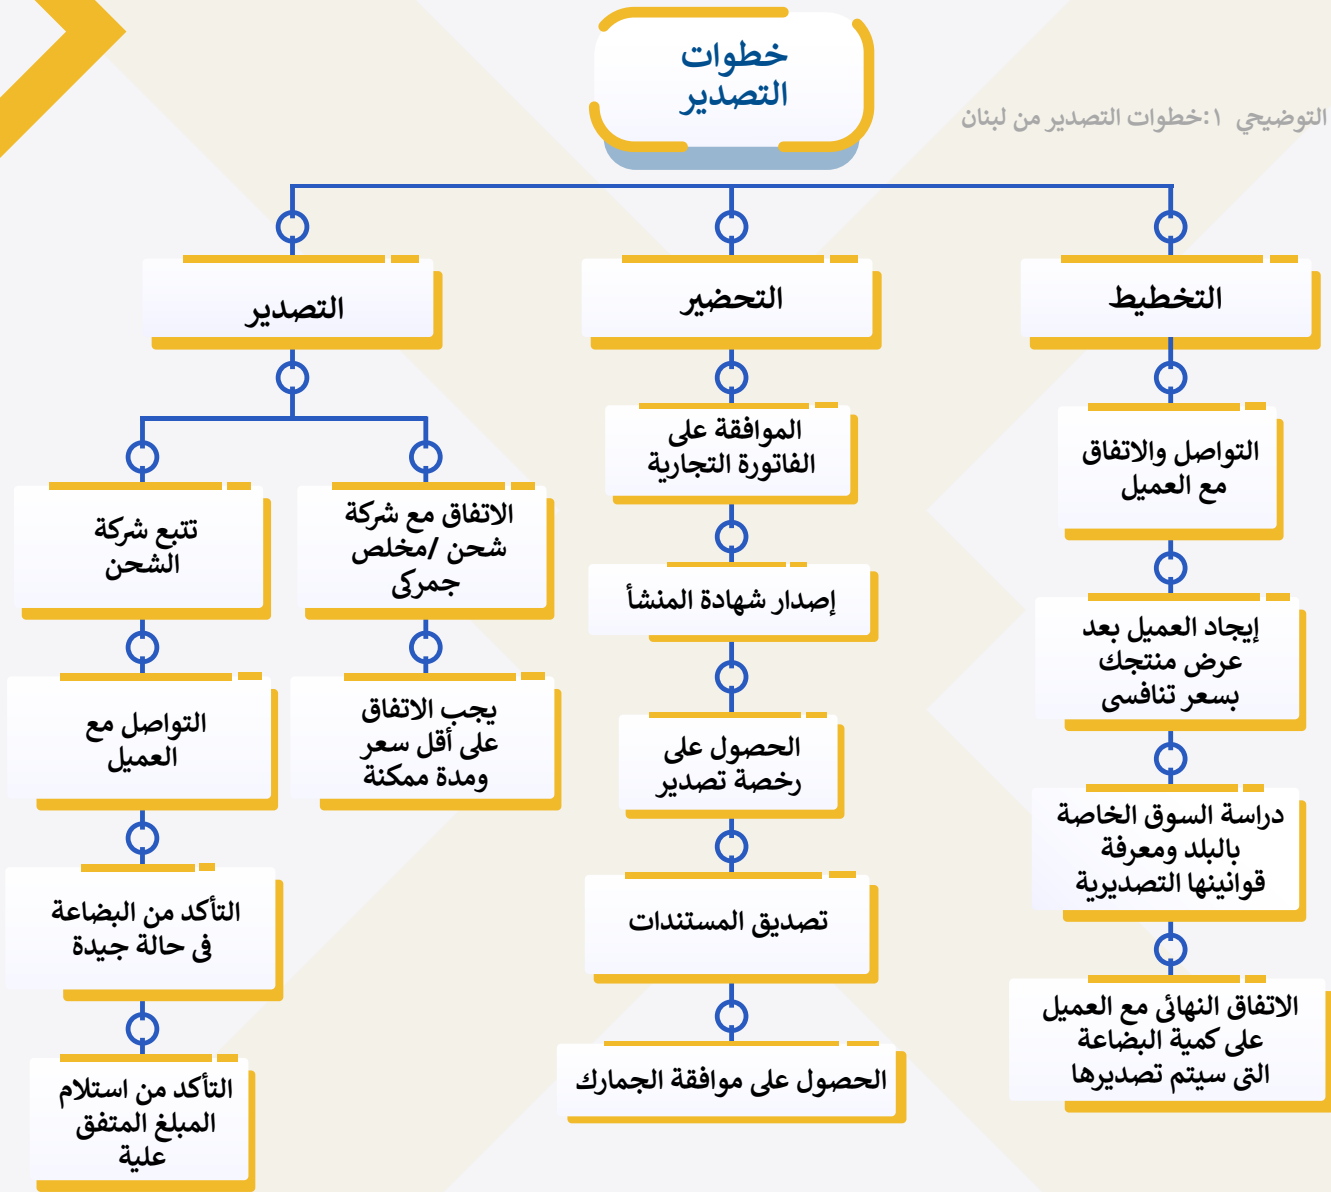 خطوات
التصدير
التوضيحي ١:خطوات التصدير من لبنان
التخطيط
التواصل والاتفاق
مع العميل
إيجاد العميل بعد
عرض منتجك
بسعر تنافسى
دراسة السوق الخاصة
بالبلد ومعرفة
قوانينها التصديرية
الاتفاق النهائى مع العميل
على كمية البضاعة
التى سيتم تصديرها
التحضير
الموافقة على
الفاتورة التجارية
إصدار شهادة المنشأ
الحصول على
رخصة تصدير
تصديق المستندات
الحصول على موافقة الجمارك
التصدير
الاتفاق مع شركة
شحن /مخلص
جمركى
يجب الاتفاق
على أقل سعر
ومدة ممكنة
تتبع شركة
الشحن
التواصل مع
العميل
التأكد من البضاعة
فى حالة جيدة
التأكد من استلام
المبلغ المتفق
علية